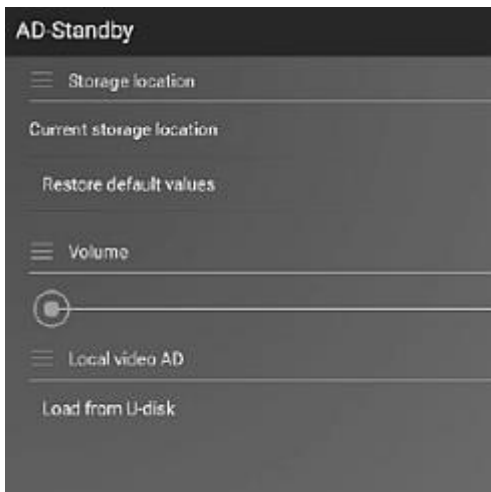 AD-Standby
Storage location
Current storage location
Restore default values
Volume
Local video AD
Load from U-disk